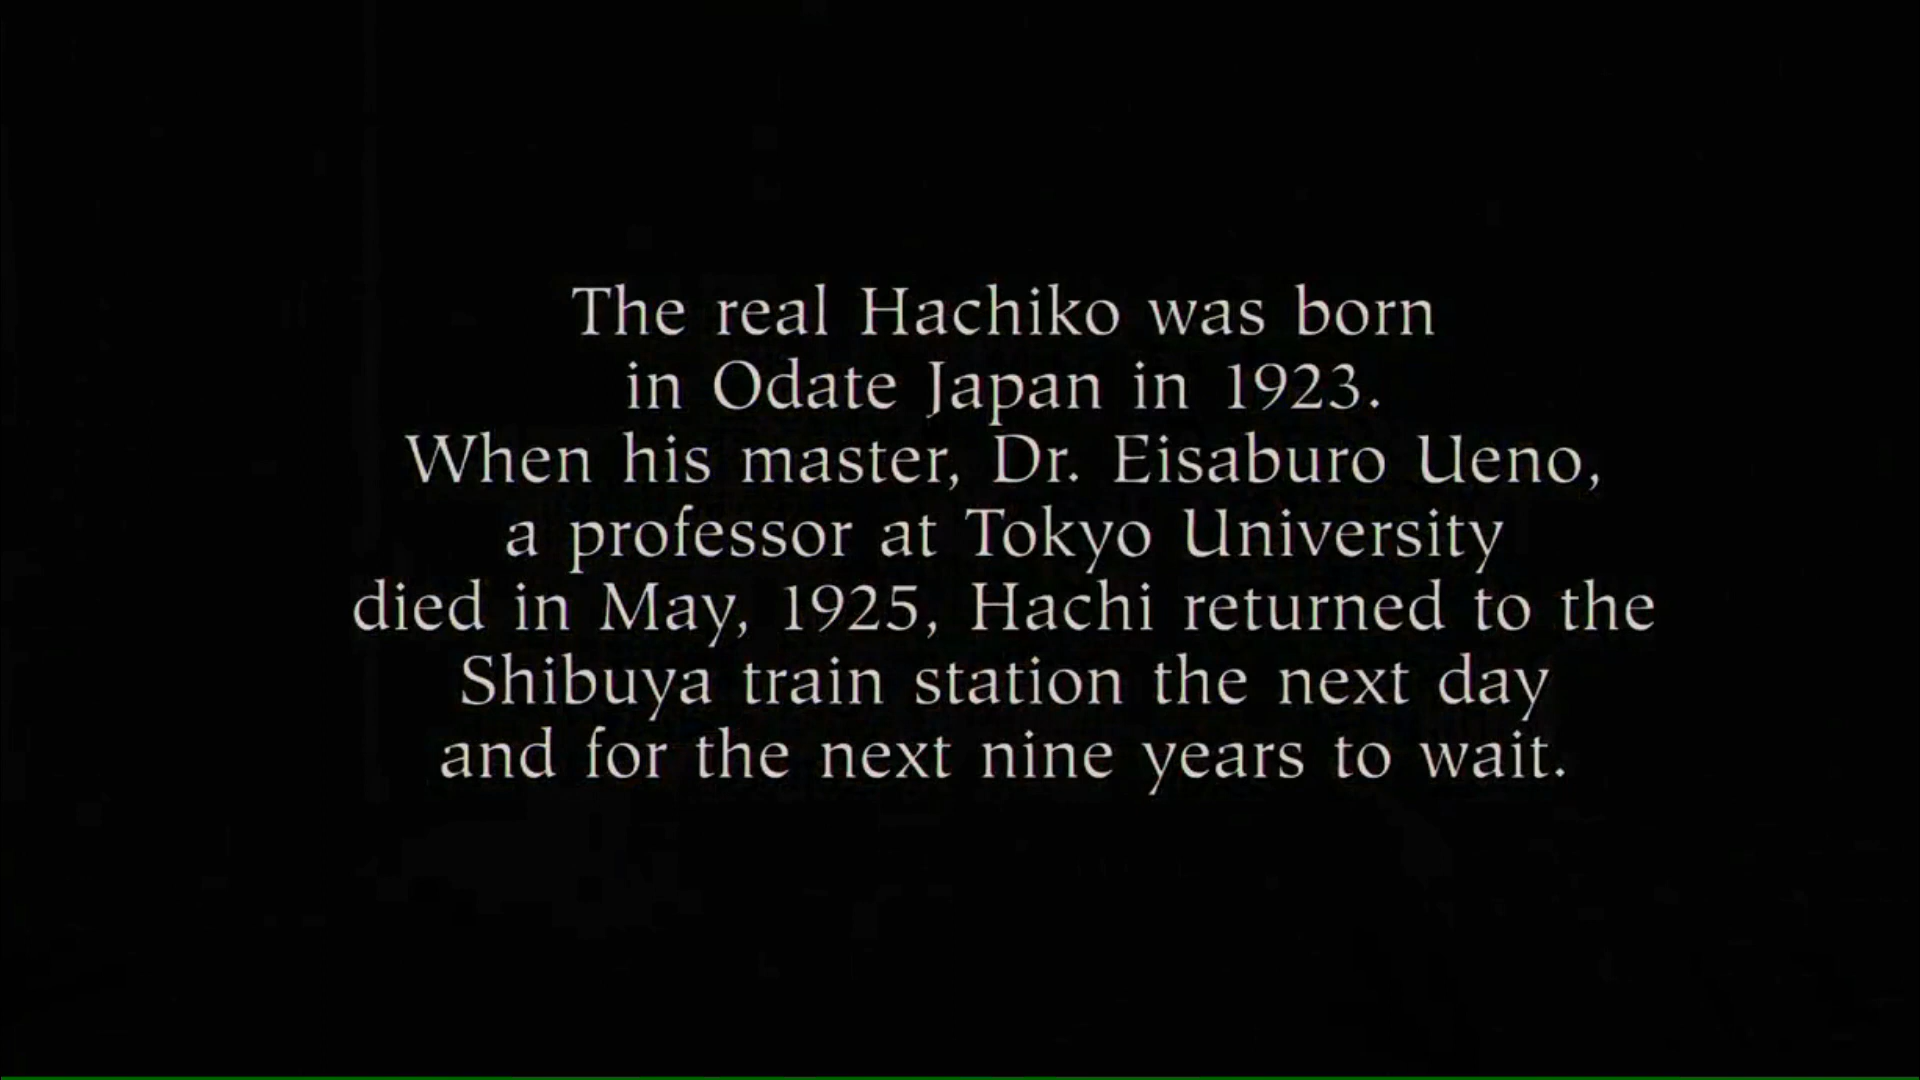 The real Hachiko was born
in Odate Japan in 1923.
When his master, Dr. Eisaburo Ueno,
a professor at Tokyo University
died in May, 1925, Hachi returned to the
Shibuya train station the next day
and for the next nine years to wait.